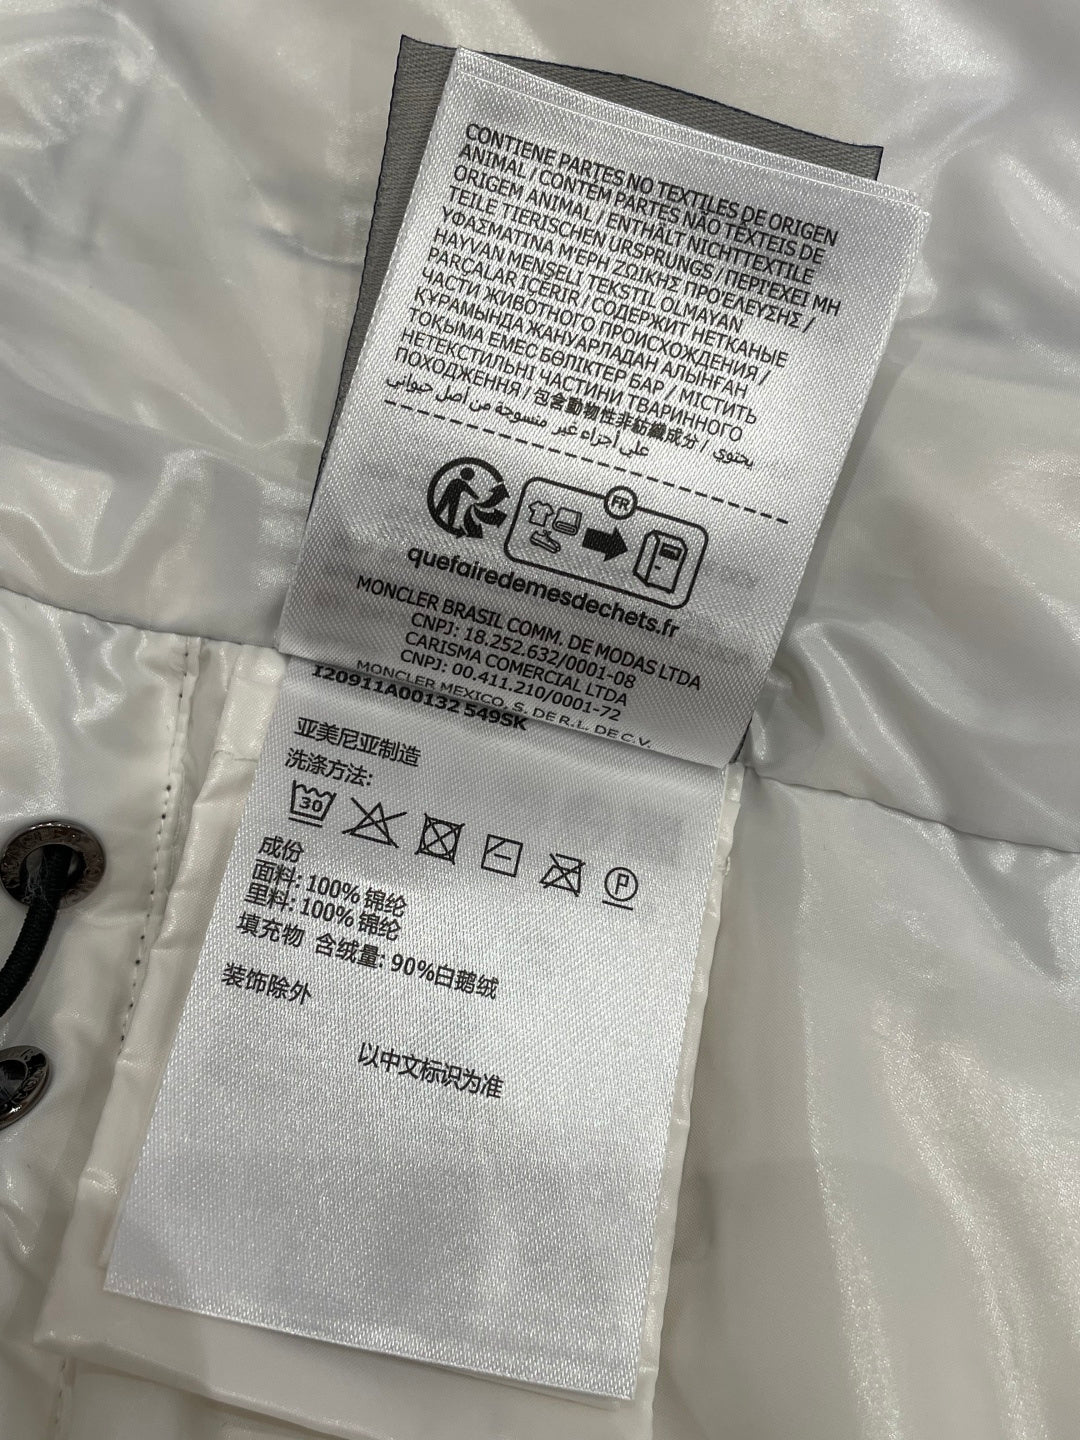 CONTIENE PARTES NO TEXTILES DE ORIGEN
ANIMAL / CONTÉM PARTES NÃO TÊXTEIS DE
ORIGEM ANIMAL / ENTHÄLT NICHTTEXTILE
TEILE TIERISCHEN URSPRUNGS / ΠΕΡΙΈΧΕΙ ΜΗ
ΥΦΑΣΜΆΤΙΝΑ ΜΈΡΗ ΖΩΙΚΉΣ ΠΡΟΈΛΕΥΣΗΣ /
HAYVAN MENŞELİ TEKSTİL OLMAYAN
PARÇALAR İÇERİR / СОДЕРЖИТ НЕТКАНЫЕ
ЧАСТИ ЖИВОТНОГО ПРОИСХОЖДЕНИЯ /
ҚҰРАМЫНДА ЖАНУАРЛАДАН АЛЫНҒАН
ТОҚЫМА ЕМЕС БӨЛІКТЕР БАР / МІСТИТЬ
НЕТЕКСТИЛЬНІ ЧАСТИНИ ТВАРИННОГО
ПОХОДЖЕННЯ / 包含動物性非紡織成分 / يحتوي
على أجزاء غير منسوجة من أصل حيواني
FR
quefairedemesdechets.fr
MONCLER BRASIL COMM. DE MODAS LTDA
CNPJ: 18.252.632/0001-08
CARISMA COMERCIAL LTDA
CNPJ: 00.411.210/0001-72
MONCLER MEXICO, S. DE R.L. DE C.V.
I20911A00132 549SK
亚美尼亚制造
洗涤方法:
30
P
成份
面料: 100% 锦纶
里料: 100% 锦纶
填充物 含绒量: 90%白鹅绒
装饰除外
以中文标识为准